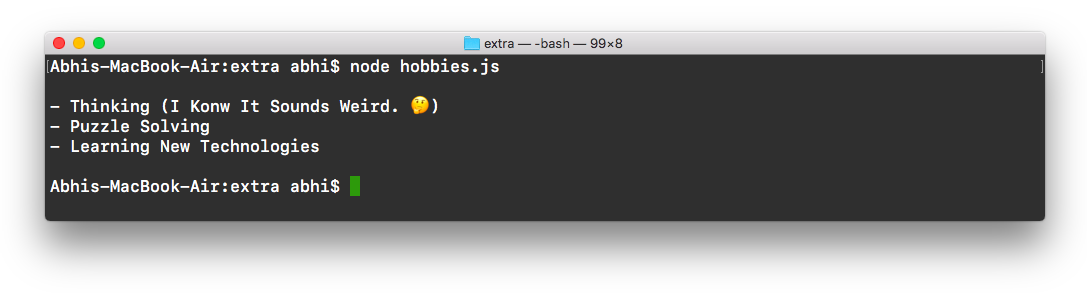 extra — -bash — 99×8
Abhis-MacBook-Air:extra abhi$ node hobbies.js
- Thinking (I Konw It Sounds Weird. 🤔)
- Puzzle Solving
- Learning New Technologies
Abhis-MacBook-Air:extra abhi$